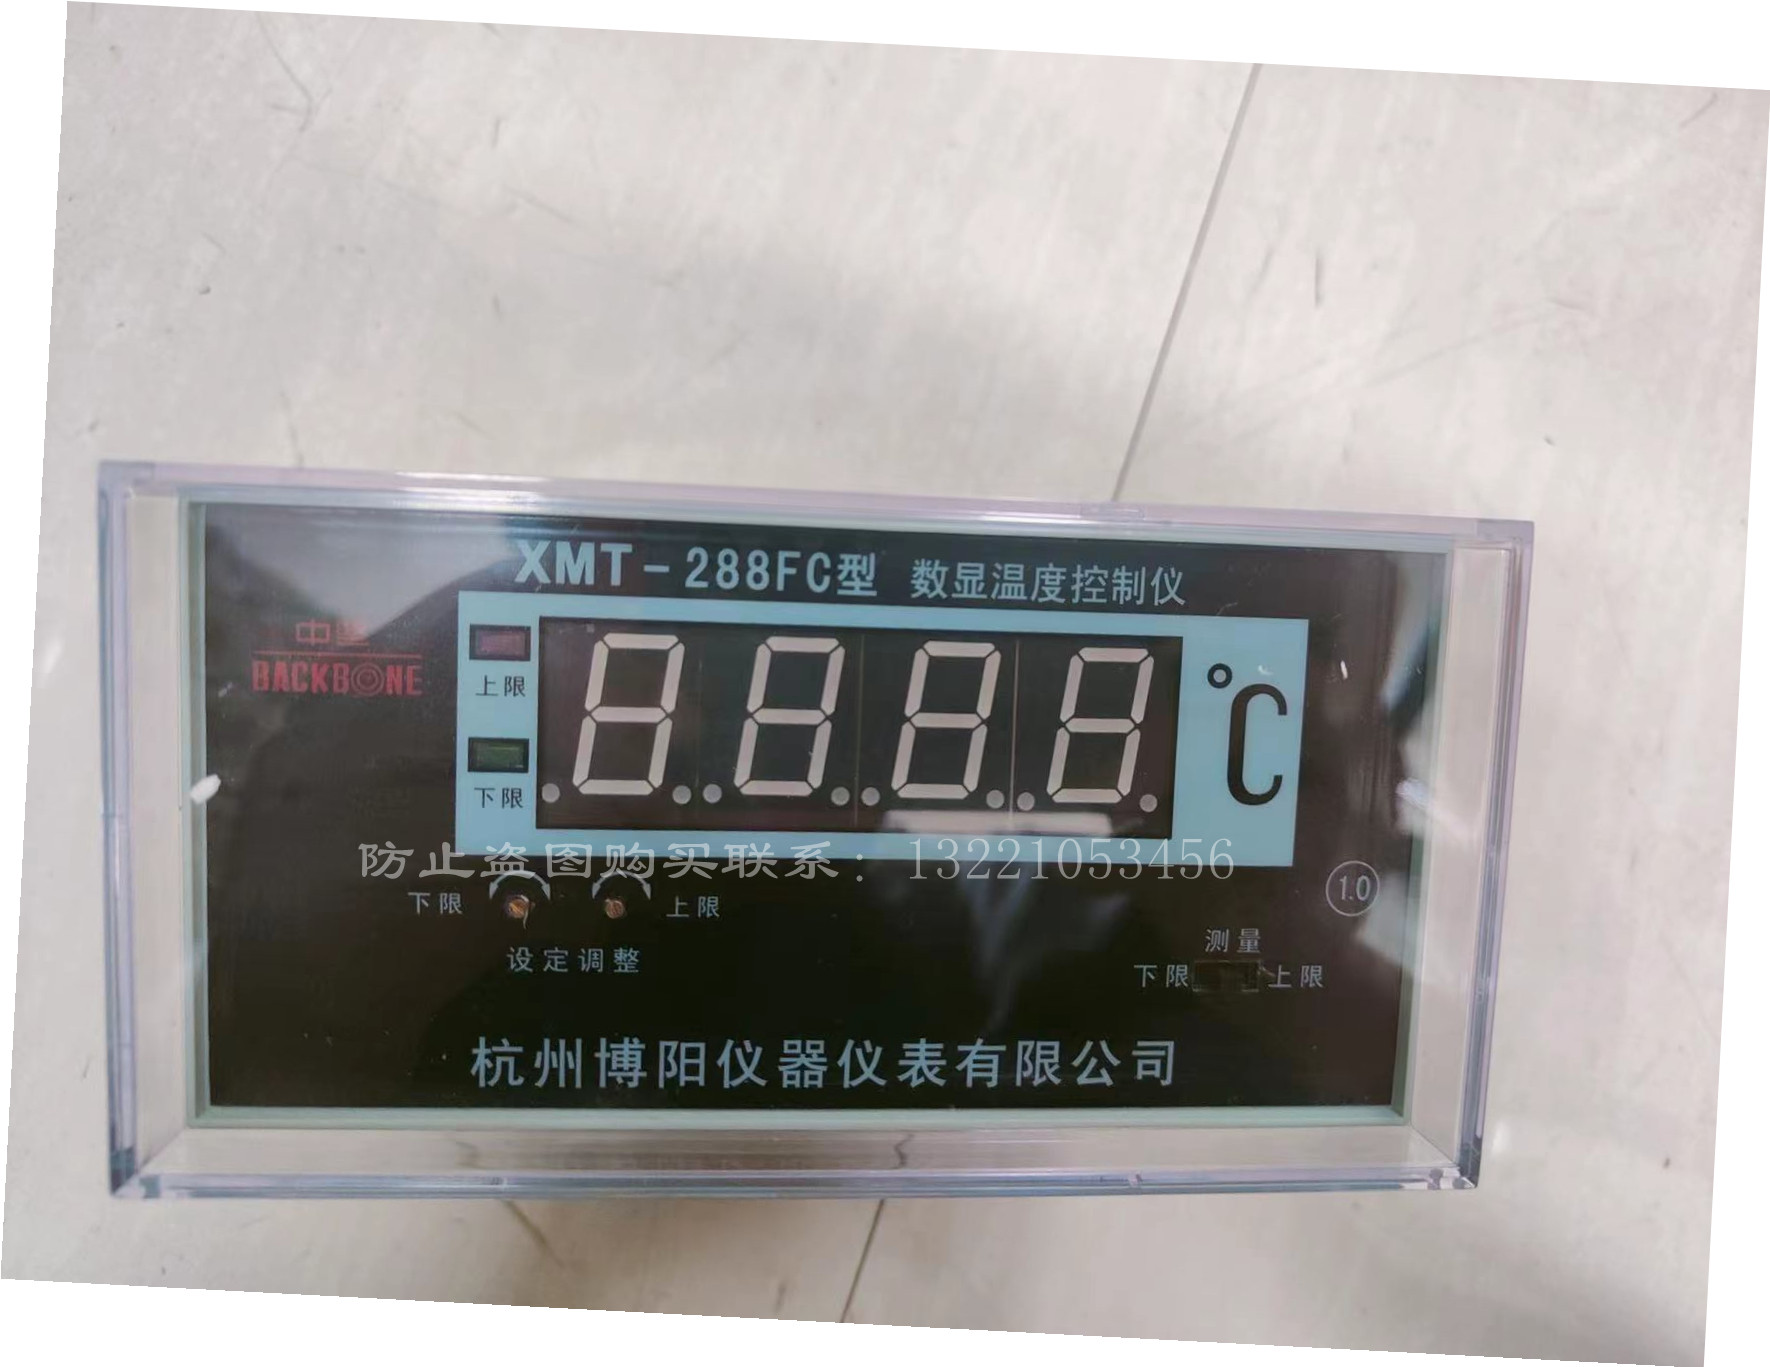 XMT-288FC型 数显温度控制仪
BACKBONE
上限
下限
℃
防止盗图购买联系：13221053456
下限 上限
设定调整
1.0
测量
下限 上限
杭州博阳仪器仪表有限公司